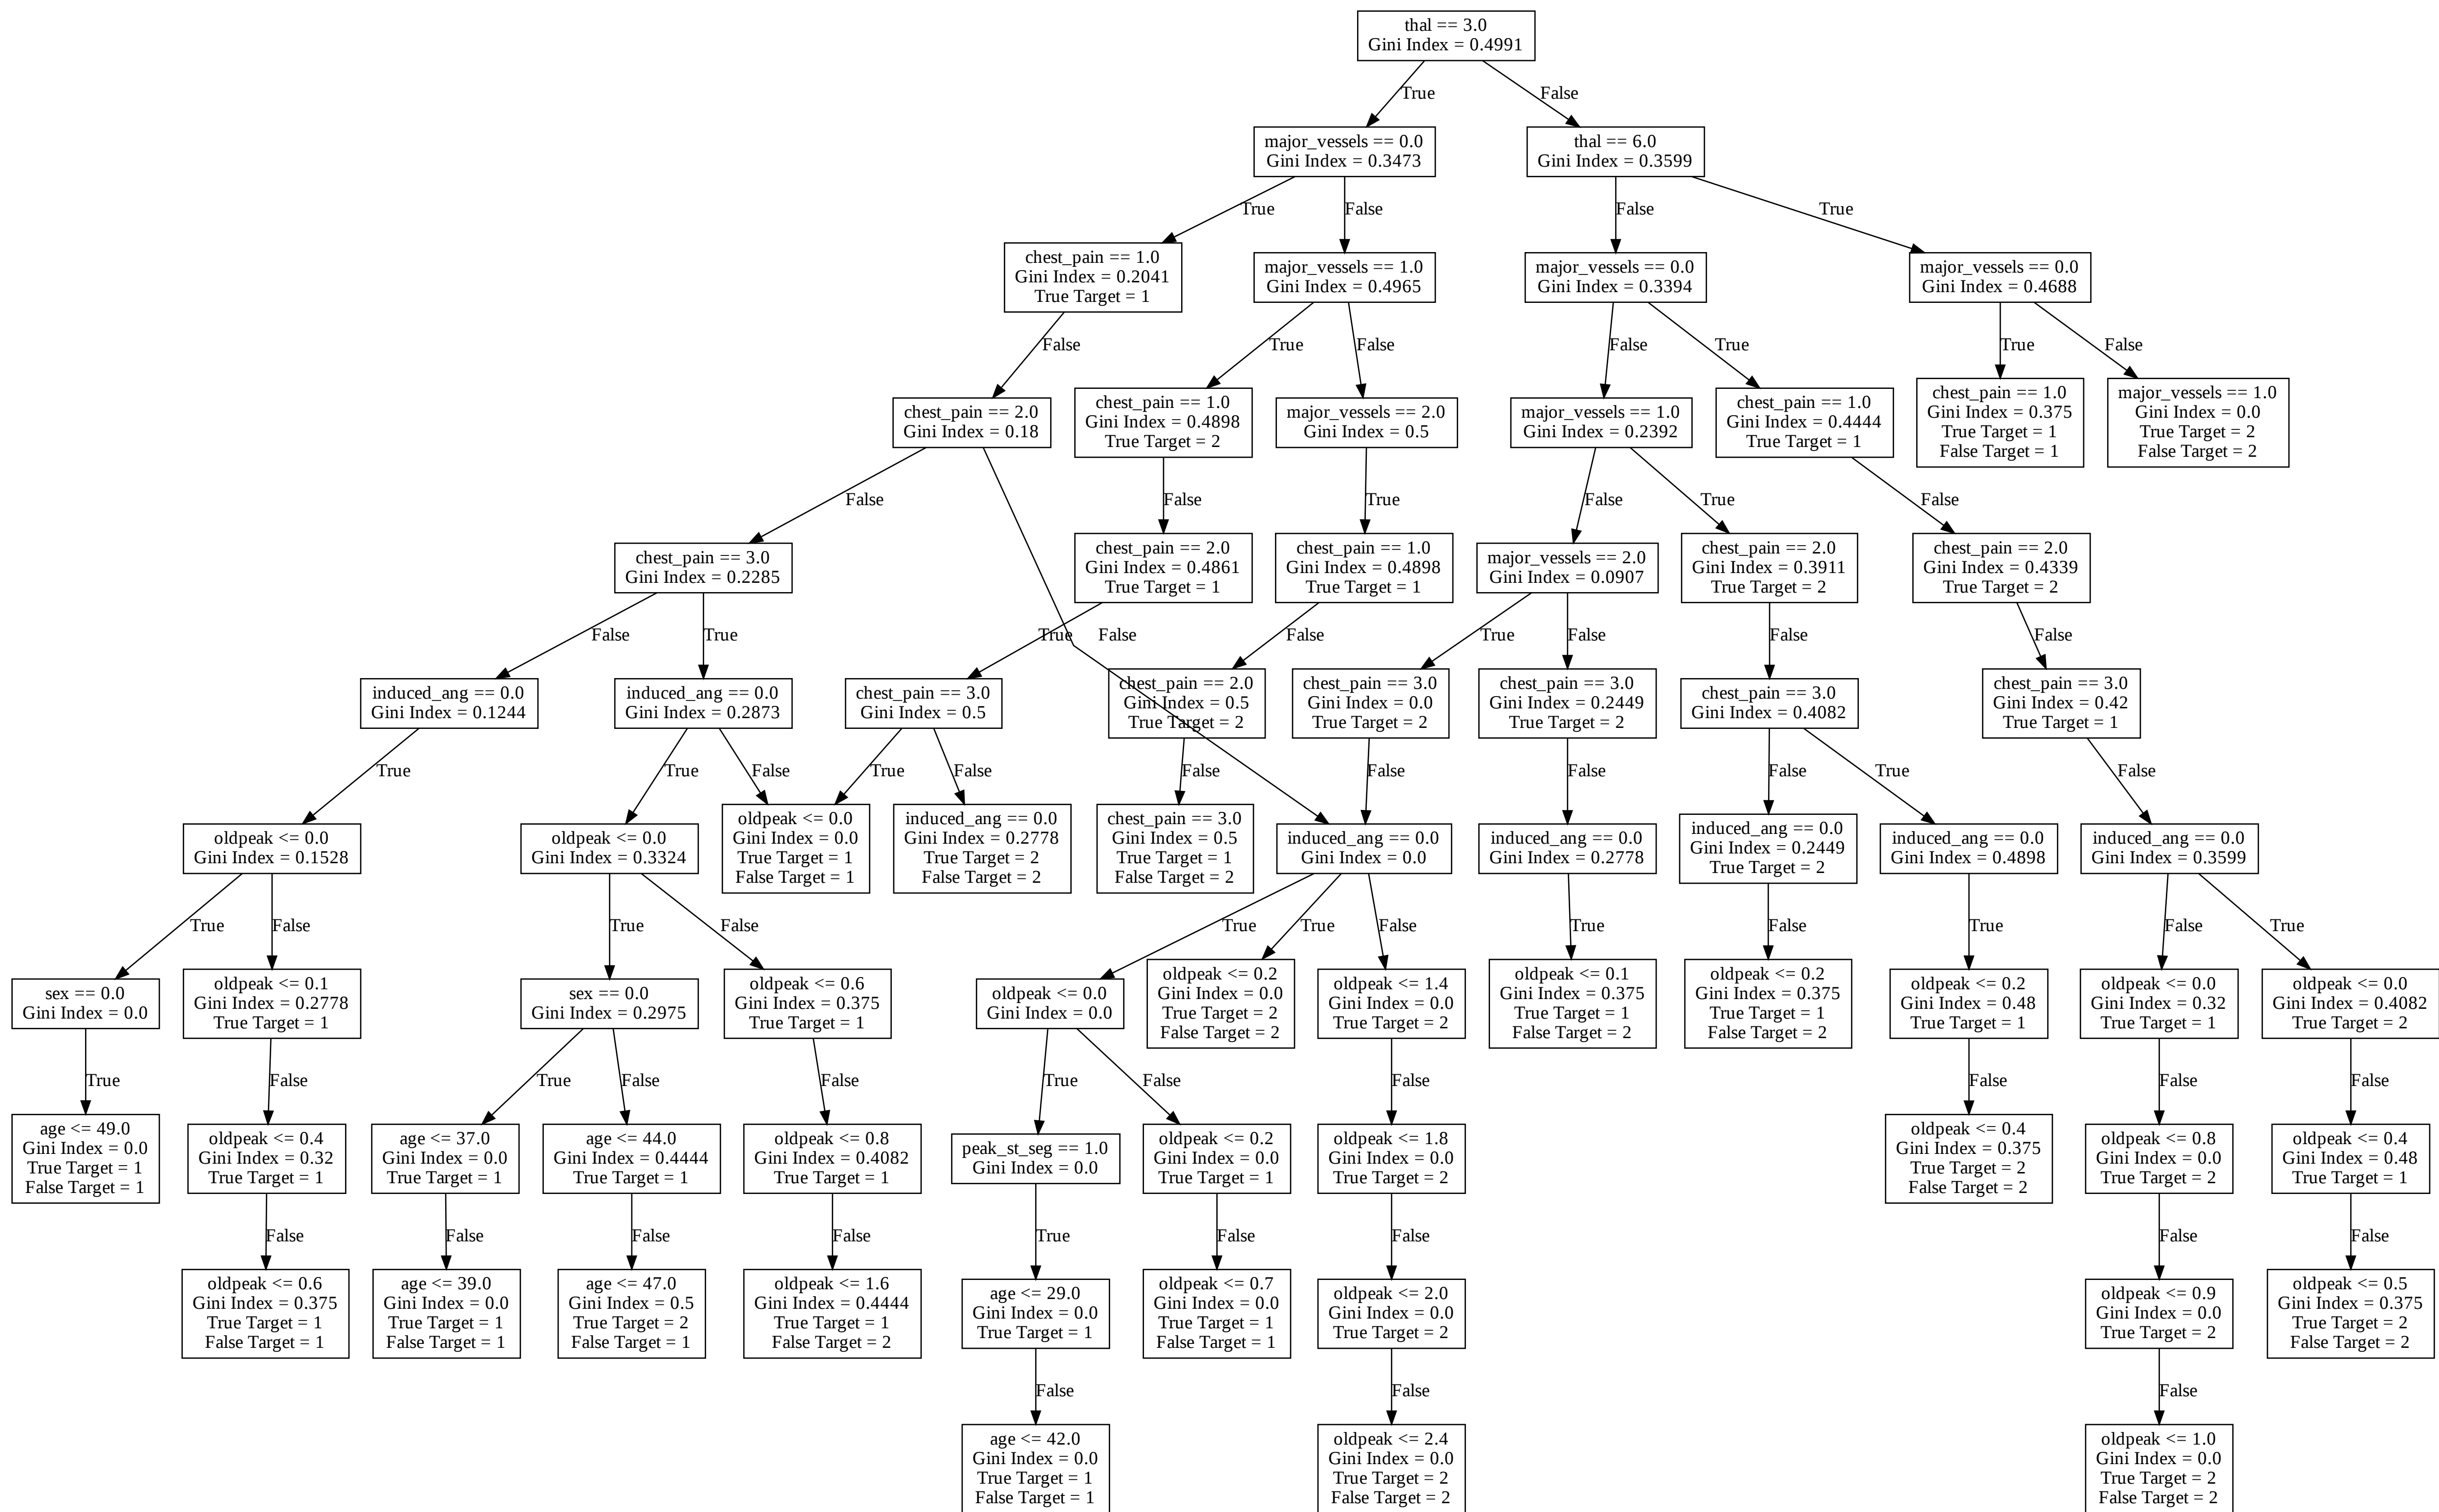 thal == 3.0
Gini Index = 0.4991
True
False
major_vessels == 0.0
Gini Index = 0.3473
thal == 6.0
Gini Index = 0.3599
True
False
False
True
chest_pain == 1.0
Gini Index = 0.2041
True Target = 1
major_vessels == 1.0
Gini Index = 0.4965
major_vessels == 0.0
Gini Index = 0.3394
major_vessels == 0.0
Gini Index = 0.4688
False
True
False
False
True
True
False
chest_pain == 2.0
Gini Index = 0.18
chest_pain == 1.0
Gini Index = 0.4898
True Target = 2
major_vessels == 2.0
Gini Index = 0.5
major_vessels == 1.0
Gini Index = 0.2392
chest_pain == 1.0
Gini Index = 0.4444
True Target = 1
chest_pain == 1.0
Gini Index = 0.375
True Target = 1
False Target = 1
major_vessels == 1.0
Gini Index = 0.0
True Target = 2
False Target = 2
False
False
True
False
True
False
chest_pain == 3.0
Gini Index = 0.2285
chest_pain == 2.0
Gini Index = 0.4861
True Target = 1
chest_pain == 1.0
Gini Index = 0.4898
True Target = 1
major_vessels == 2.0
Gini Index = 0.0907
chest_pain == 2.0
Gini Index = 0.3911
True Target = 2
chest_pain == 2.0
Gini Index = 0.4339
True Target = 2
False
True
True
False
False
True
False
False
False
induced_ang == 0.0
Gini Index = 0.1244
induced_ang == 0.0
Gini Index = 0.2873
chest_pain == 3.0
Gini Index = 0.5
chest_pain == 2.0
Gini Index = 0.5
True Target = 2
chest_pain == 3.0
Gini Index = 0.0
True Target = 2
chest_pain == 3.0
Gini Index = 0.2449
True Target = 2
chest_pain == 3.0
Gini Index = 0.4082
chest_pain == 3.0
Gini Index = 0.42
True Target = 1
True
True
False
True
False
False
False
False
False
True
False
oldpeak <= 0.0
Gini Index = 0.1528
oldpeak <= 0.0
Gini Index = 0.3324
oldpeak <= 0.0
Gini Index = 0.0
True Target = 1
False Target = 1
induced_ang == 0.0
Gini Index = 0.2778
True Target = 2
False Target = 2
chest_pain == 3.0
Gini Index = 0.5
True Target = 1
False Target = 2
induced_ang == 0.0
Gini Index = 0.0
induced_ang == 0.0
Gini Index = 0.2778
induced_ang == 0.0
Gini Index = 0.2449
True Target = 2
induced_ang == 0.0
Gini Index = 0.4898
induced_ang == 0.0
Gini Index = 0.3599
True
False
True
False
True
True
False
True
False
True
False
True
sex == 0.0
Gini Index = 0.0
oldpeak <= 0.1
Gini Index = 0.2778
True Target = 1
sex == 0.0
Gini Index = 0.2975
oldpeak <= 0.6
Gini Index = 0.375
True Target = 1
oldpeak <= 0.0
Gini Index = 0.0
oldpeak <= 0.2
Gini Index = 0.0
True Target = 2
False Target = 2
oldpeak <= 1.4
Gini Index = 0.0
True Target = 2
oldpeak <= 0.1
Gini Index = 0.375
True Target = 1
False Target = 2
oldpeak <= 0.2
Gini Index = 0.375
True Target = 1
False Target = 2
oldpeak <= 0.2
Gini Index = 0.48
True Target = 1
oldpeak <= 0.0
Gini Index = 0.32
True Target = 1
oldpeak <= 0.0
Gini Index = 0.4082
True Target = 2
True
False
True
False
False
True
False
False
False
False
False
age <= 49.0
Gini Index = 0.0
True Target = 1
False Target = 1
oldpeak <= 0.4
Gini Index = 0.32
True Target = 1
age <= 37.0
Gini Index = 0.0
True Target = 1
age <= 44.0
Gini Index = 0.4444
True Target = 1
oldpeak <= 0.8
Gini Index = 0.4082
True Target = 1
peak_st_seg == 1.0
Gini Index = 0.0
oldpeak <= 0.2
Gini Index = 0.0
True Target = 1
oldpeak <= 1.8
Gini Index = 0.0
True Target = 2
oldpeak <= 0.4
Gini Index = 0.375
True Target = 2
False Target = 2
oldpeak <= 0.8
Gini Index = 0.0
True Target = 2
oldpeak <= 0.4
Gini Index = 0.48
True Target = 1
False
False
False
False
True
False
False
False
False
oldpeak <= 0.6
Gini Index = 0.375
True Target = 1
False Target = 1
age <= 39.0
Gini Index = 0.0
True Target = 1
False Target = 1
age <= 47.0
Gini Index = 0.5
True Target = 2
False Target = 1
oldpeak <= 1.6
Gini Index = 0.4444
True Target = 1
False Target = 2
age <= 29.0
Gini Index = 0.0
True Target = 1
oldpeak <= 0.7
Gini Index = 0.0
True Target = 1
False Target = 1
oldpeak <= 2.0
Gini Index = 0.0
True Target = 2
oldpeak <= 0.9
Gini Index = 0.0
True Target = 2
oldpeak <= 0.5
Gini Index = 0.375
True Target = 2
False Target = 2
False
False
False
age <= 42.0
Gini Index = 0.0
True Target = 1
False Target = 1
oldpeak <= 2.4
Gini Index = 0.0
True Target = 2
False Target = 2
oldpeak <= 1.0
Gini Index = 0.0
True Target = 2
False Target = 2